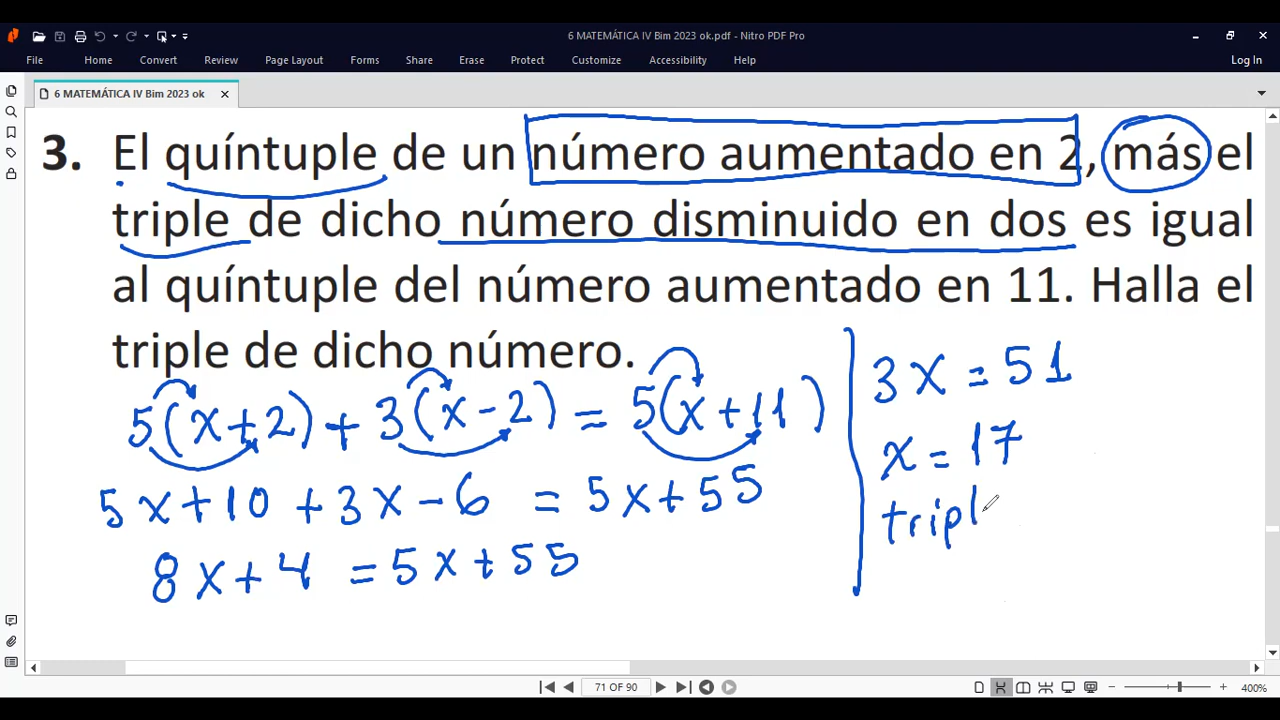 6 MATEMÁTICA IV Bim 2023 ok.pdf - Nitro PDF Pro
File Home Convert Review Page Layout Forms Share Erase Protect Customize Accessibility Help Log In
6 MATEMÁTICA IV Bim 2023 ok
3. El quíntuple de un número aumentado en 2, más el
triple de dicho número disminuido en dos es igual
al quíntuple del número aumentado en 11. Halla el
triple de dicho número.
5(x+2)+3(x-2)=5(x+11)
5x+10+3x-6=5x+55
8x+4=5x+55
3x=51
x=17
tripl
71 OF 90
400%